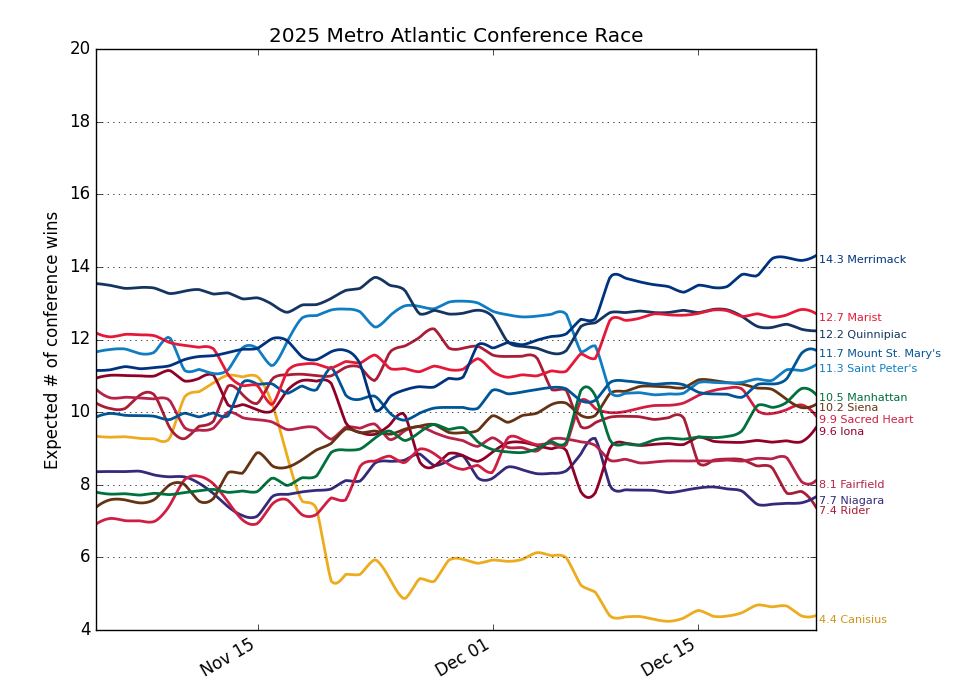 2025 Metro Atlantic Conference Race
Expected # of conference wins
20
18
16
14
12
10
8
6
4
Nov 15
Dec 01
Dec 15
14.3 Merrimack
12.7 Marist
12.2 Quinnipiac
11.7 Mount St. Mary's
11.3 Saint Peter's
10.5 Manhattan
10.2 Siena
9.9 Sacred Heart
9.6 Iona
8.1 Fairfield
7.7 Niagara
7.4 Rider
4.4 Canisius